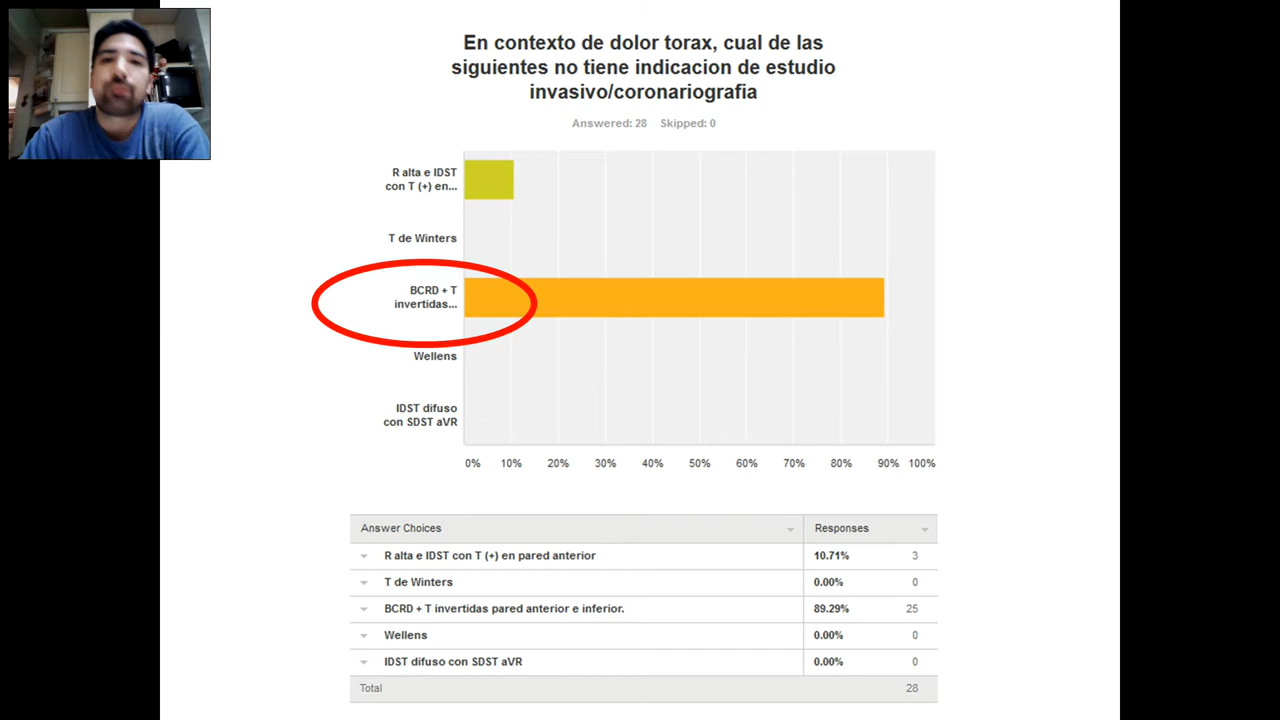 En contexto de dolor torax, cual de las
siguientes no tiene indicacion de estudio
invasivo/coronariografia
Answered: 28 Skipped: 0
R alta e IDST
con T (+) en...
T de Winters
BCRD + T
invertidas...
Wellens
IDST difuso
con SDST aVR
0% 10% 20% 30% 40% 50% 60% 70% 80% 90% 100%
Answer Choices Responses
R alta e IDST con T (+) en pared anterior 10.71% 3
T de Winters 0.00% 0
BCRD + T invertidas pared anterior e inferior. 89.29% 25
Wellens 0.00% 0
IDST difuso con SDST aVR 0.00% 0
Total 28